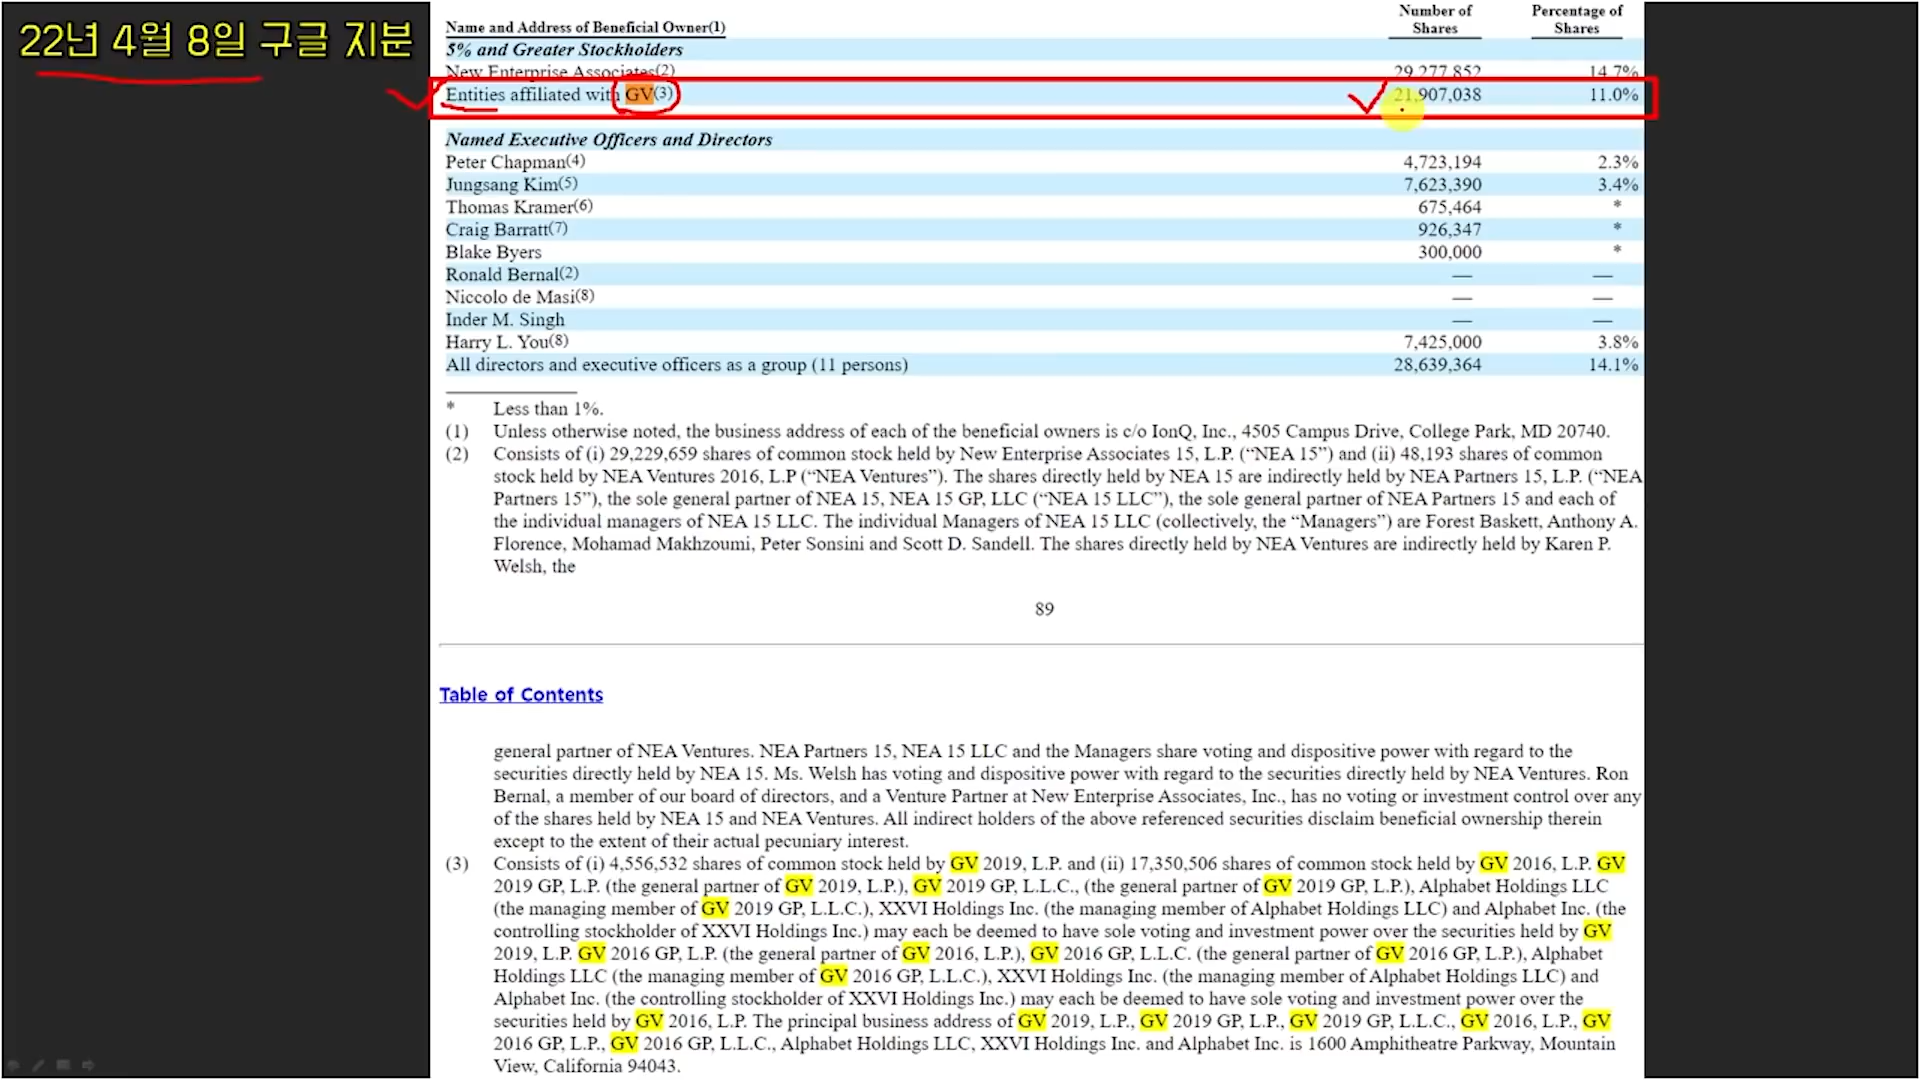 22년 4월 8일 구글 지분
Name and Address of Beneficial Owner(1)
Number of Shares
Percentage of Shares
5% and Greater Stockholders
New Enterprise Associates(2) 29,277,852 14.7%
Entities affiliated with GV(3) 21,907,038 11.0%
Named Executive Officers and Directors
Peter Chapman(4) 4,723,194 2.3%
Jungsang Kim(5) 7,623,390 3.4%
Thomas Kramer(6) 675,464 *
Craig Barratt(7) 926,347 *
Blake Byers 300,000 *
Ronald Bernal(2) — —
Niccolo de Masi(8) — —
Inder M. Singh — —
Harry L. You(8) 7,425,000 3.8%
All directors and executive officers as a group (11 persons) 28,639,364 14.1%
* Less than 1%.
(1) Unless otherwise noted, the business address of each of the beneficial owners is c/o IonQ, Inc., 4505 Campus Drive, College Park, MD 20740.
(2) Consists of (i) 29,229,659 shares of common stock held by New Enterprise Associates 15, L.P. (“NEA 15”) and (ii) 48,193 shares of common
stock held by NEA Ventures 2016, L.P (“NEA Ventures”). The shares directly held by NEA 15 are indirectly held by NEA Partners 15, L.P. (“NEA
Partners 15”), the sole general partner of NEA 15, NEA 15 GP, LLC (“NEA 15 LLC”), the sole general partner of NEA Partners 15 and each of
the individual managers of NEA 15 LLC. The individual Managers of NEA 15 LLC (collectively, the “Managers”) are Forest Baskett, Anthony A.
Florence, Mohamad Makhzoumi, Peter Sonsini and Scott D. Sandell. The shares directly held by NEA Ventures are indirectly held by Karen P.
Welsh, the
89
Table of Contents
general partner of NEA Ventures. NEA Partners 15, NEA 15 LLC and the Managers share voting and dispositive power with regard to the
securities directly held by NEA 15. Ms. Welsh has voting and dispositive power with regard to the securities directly held by NEA Ventures. Ron
Bernal, a member of our board of directors, and a Venture Partner at New Enterprise Associates, Inc., has no voting or investment control over any
of the shares held by NEA 15 and NEA Ventures. All indirect holders of the above referenced securities disclaim beneficial ownership therein
except to the extent of their actual pecuniary interest.
(3) Consists of (i) 4,556,532 shares of common stock held by GV 2019, L.P. and (ii) 17,350,506 shares of common stock held by GV 2016, L.P. GV
2019 GP, L.P. (the general partner of GV 2019, L.P.), GV 2019 GP, L.L.C., (the general partner of GV 2019 GP, L.P.), Alphabet Holdings LLC
(the managing member of GV 2019 GP, L.L.C.), XXVI Holdings Inc. (the managing member of Alphabet Holdings LLC) and Alphabet Inc. (the
controlling stockholder of XXVI Holdings Inc.) may each be deemed to have sole voting and investment power over the securities held by GV
2019, L.P. GV 2016 GP, L.P. (the general partner of GV 2016, L.P.), GV 2016 GP, L.L.C. (the general partner of GV 2016 GP, L.P.), Alphabet
Holdings LLC (the managing member of GV 2016 GP, L.L.C.), XXVI Holdings Inc. (the managing member of Alphabet Holdings LLC) and
Alphabet Inc. (the controlling stockholder of XXVI Holdings Inc.) may each be deemed to have sole voting and investment power over the
securities held by GV 2016, L.P. The principal business address of GV 2019, L.P., GV 2019 GP, L.P., GV 2019 GP, L.L.C., GV 2016, L.P., GV
2016 GP, L.P., GV 2016 GP, L.L.C., Alphabet Holdings LLC, XXVI Holdings Inc. and Alphabet Inc. is 1600 Amphitheatre Parkway, Mountain
View, California 94043.